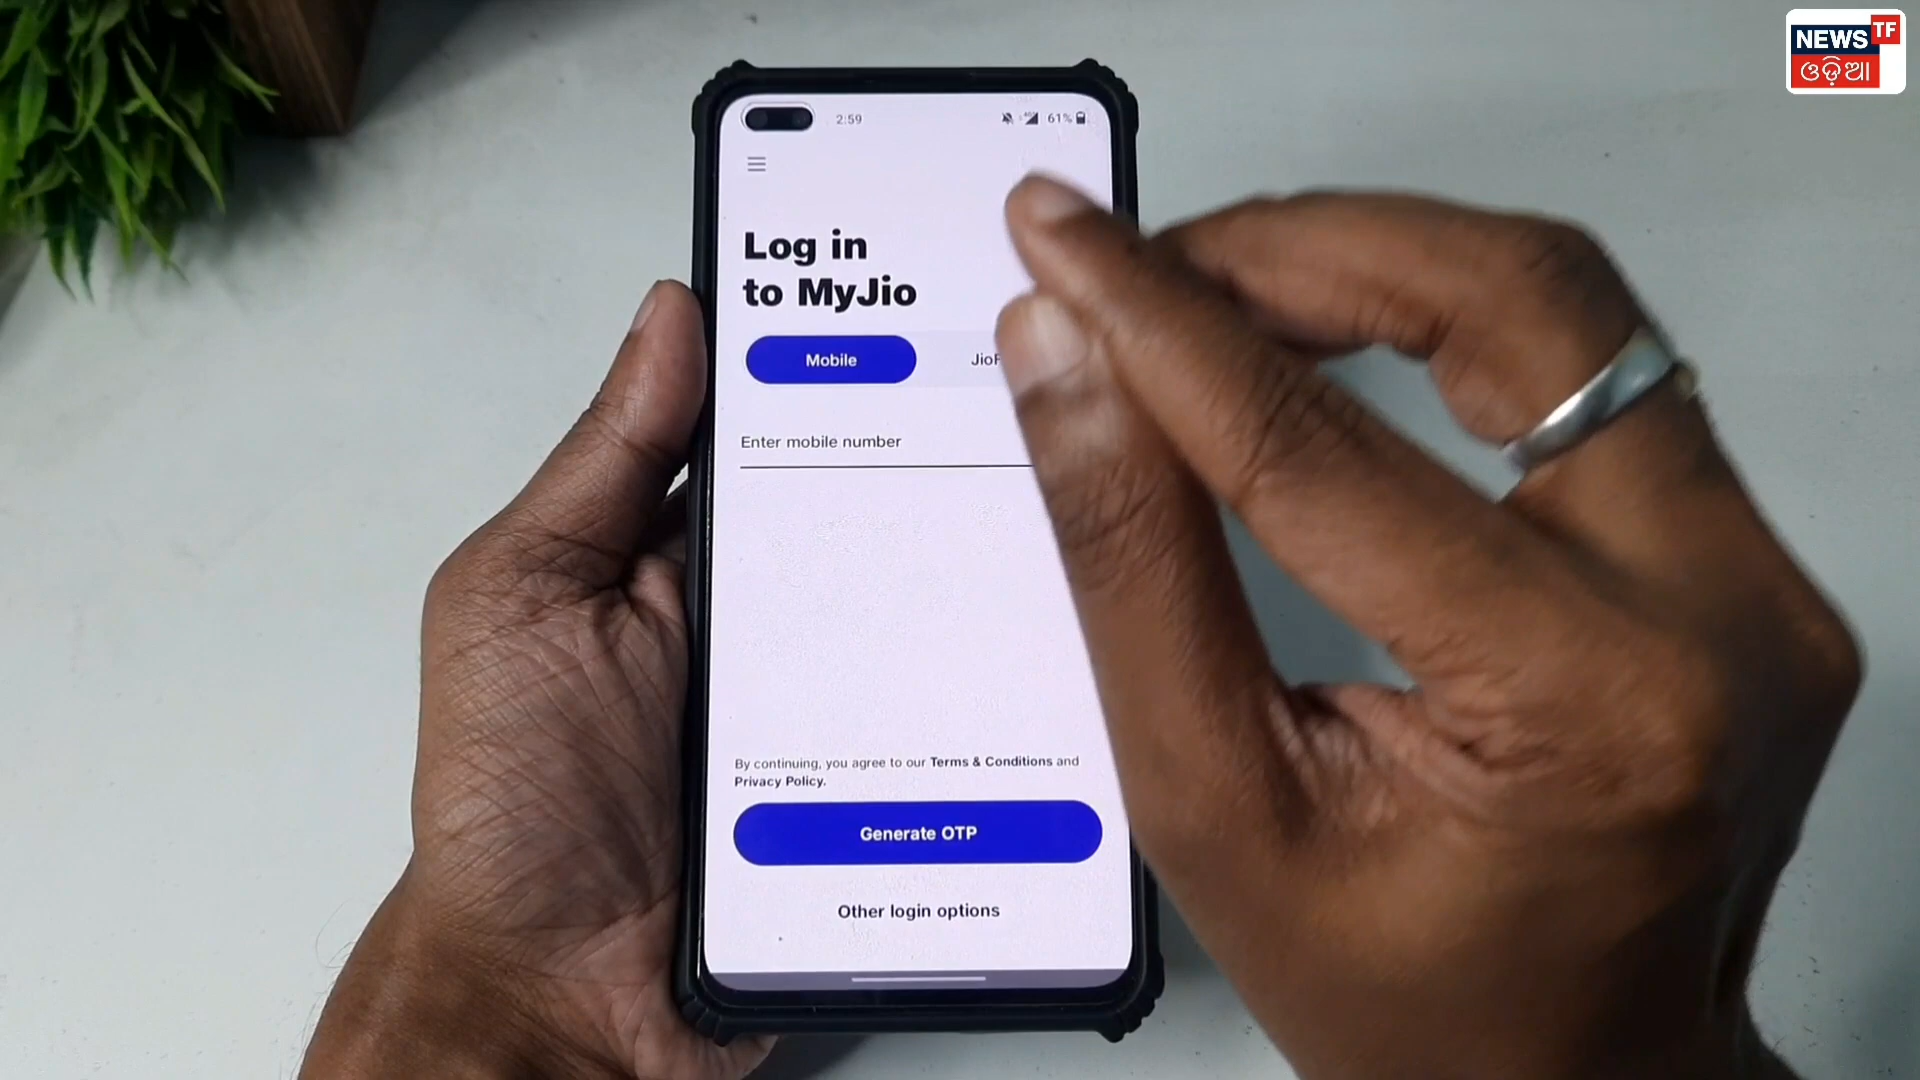 NEWS TF
ଓଡ଼ିଆ
2:59
61%
Log in
to MyJio
Mobile
Enter mobile number
By continuing, you agree to our Terms & Conditions and
Privacy Policy.
Generate OTP
Other login options